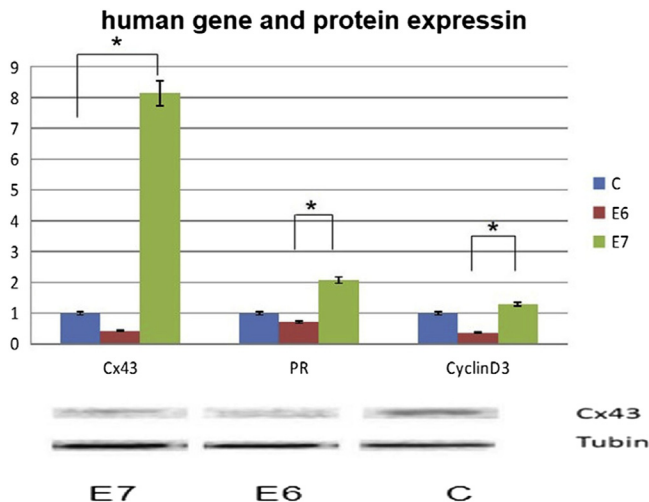 human gene and protein expressin
*
9
8
7
6
5
4
3
2
1
0
*
*
C
E6
E7
Cx43 PR CyclinD3
Cx43
Tubin
E7 E6 C